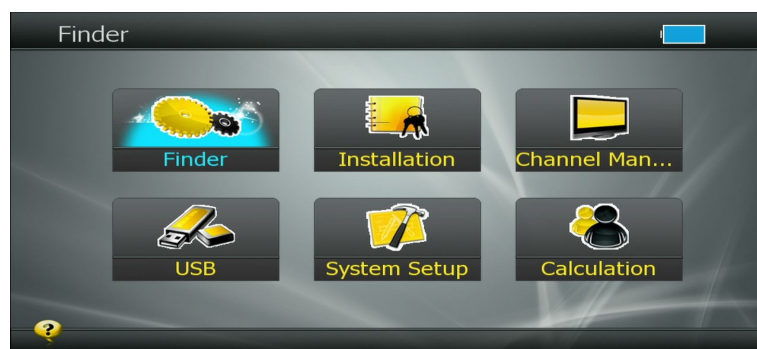 Finder
Finder
Installation
Channel Man...
USB
System Setup
Calculation
?